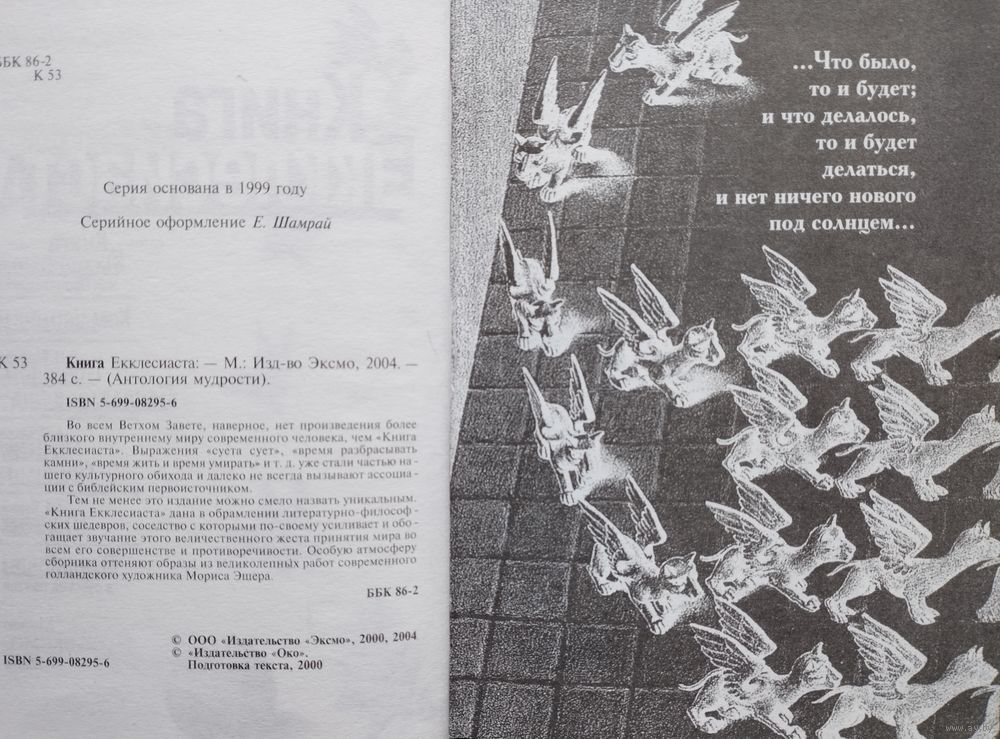 ББК 86-2
К 53
Серия основана в 1999 году
Серийное оформление Е. Шамрай
К 53
Книга Екклесиаста: — М.: Изд-во Эксмо, 2004. —
384 с. — (Антология мудрости).
ISBN 5-699-08295-6
Во всем Ветхом Завете, наверное, нет произведения более
близкого внутреннему миру современного человека, чем «Книга
Екклесиаста». Выражения «суета сует», «время разбрасывать
камни», «время жить и время умирать» и т. д. уже стали частью на-
шего культурного обихода и далеко не всегда вызывают ассоциа-
ции с библейским первоисточником.
Тем не менее это издание можно смело назвать уникальным.
«Книга Екклесиаста» дана в обрамлении литературно-философ-
ских шедевров, соседство с которыми по-своему усиливает и обо-
гащает звучание этого величественного жеста принятия мира во
всем его совершенстве и противоречивости. Особую атмосферу
сборника оттеняют образы из великолепных работ современного
голландского художника Мориса Эшера.
ББК 86-2
© ООО «Издательство «Эксмо», 2000, 2004
© «Издательство «Око».
Подготовка текста, 2000
ISBN 5-699-08295-6
...Что было,
то и будет;
и что делалось,
то и будет
делаться,
и нет ничего нового
под солнцем...